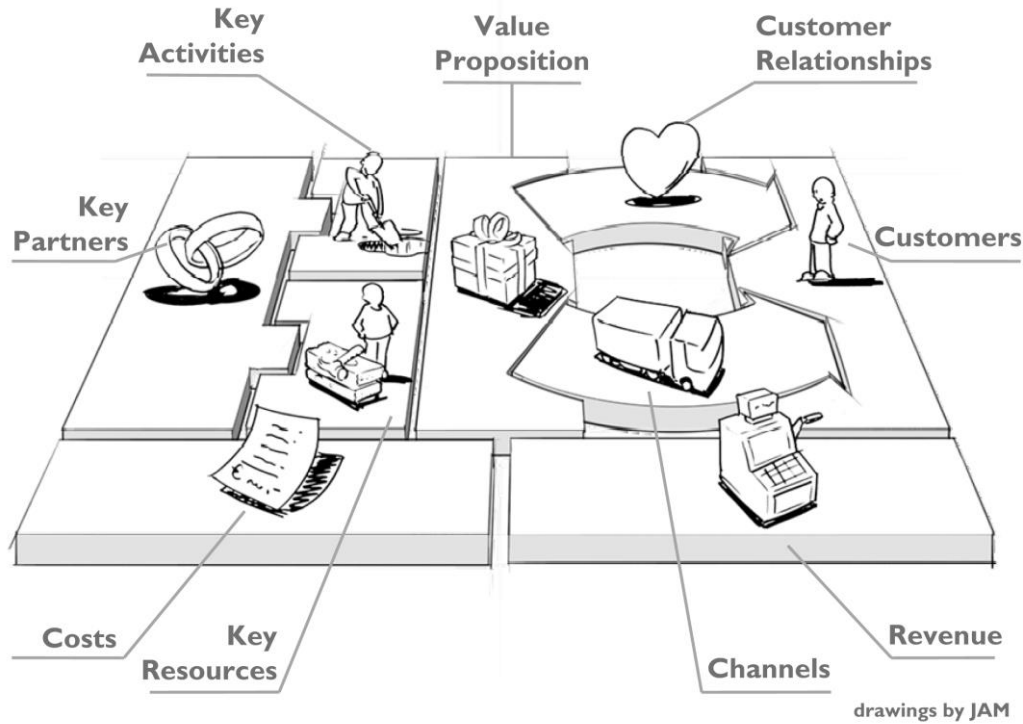 Key
Activities
Value
Proposition
Customer
Relationships
Key
Partners
Customers
Costs
Key
Resources
Channels
Revenue
drawings by JAM